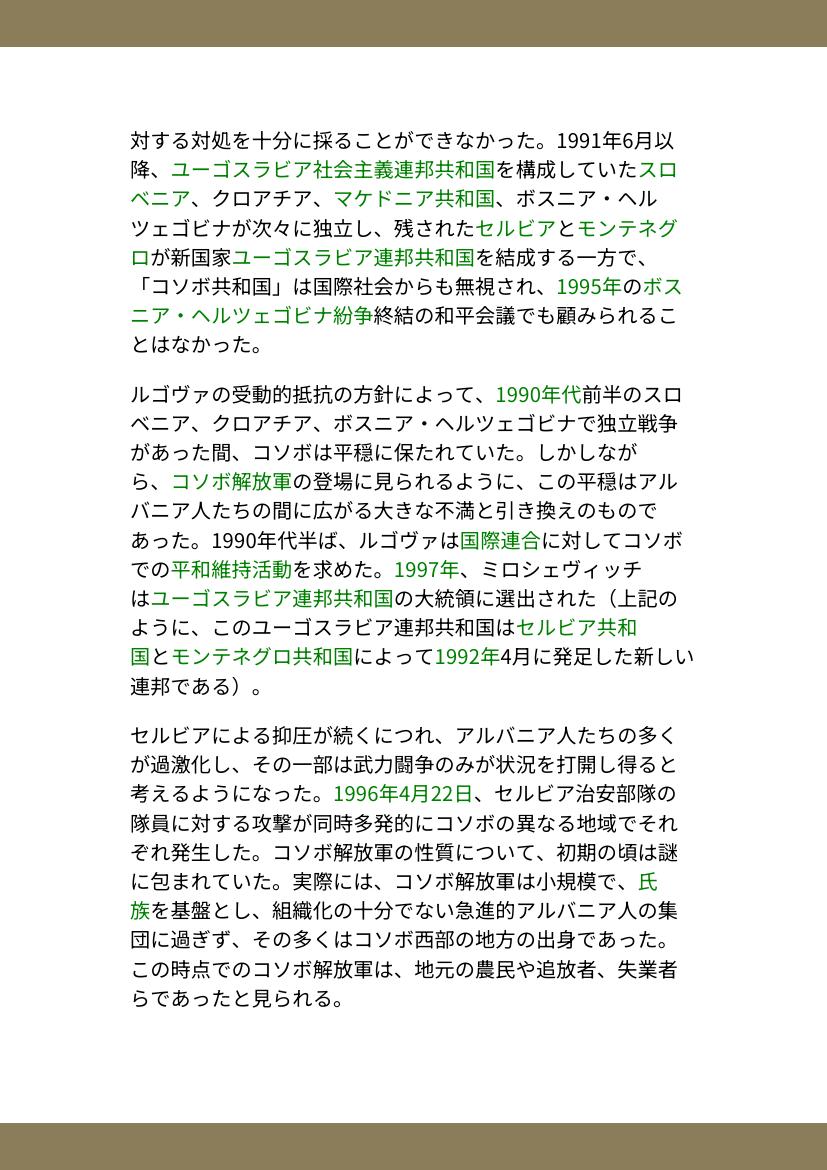 対する対処を十分に採ることができなかった。1991年6月以
降、ユーゴスラビア社会主義連邦共和国を構成していたスロ
ベニア、クロアチア、マケドニア共和国、ボスニア・ヘル
ツェゴビナが次々に独立し、残されたセルビアとモンテネグ
ロが新国家ユーゴスラビア連邦共和国を結成する一方で、
「コソボ共和国」は国際社会からも無視され、1995年のボス
ニア・ヘルツェゴビナ紛争終結の和平会議でも顧みられるこ
とはなかった。
ルゴヴァの受動的抵抗の方針によって、1990年代前半のスロ
ベニア、クロアチア、ボスニア・ヘルツェゴビナで独立戦争
があった間、コソボは平穏に保たれていた。しかしなが
ら、コソボ解放軍の登場に見られるように、この平穏はアル
バニア人たちの間に広がる大きな不満と引き換えのもので
あった。1990年代半ば、ルゴヴァは国際連合に対してコソボ
での平和維持活動を求めた。1997年、ミロシェヴィッチ
はユーゴスラビア連邦共和国の大統領に選出された（上記の
ように、このユーゴスラビア連邦共和国はセルビア共和
国とモンテネグロ共和国によって1992年4月に発足した新しい
連邦である）。
セルビアによる抑圧が続くにつれ、アルバニア人たちの多く
が過激化し、その一部は武力闘争のみが状況を打開し得ると
考えるようになった。1996年4月22日、セルビア治安部隊の
隊員に対する攻撃が同時多発的にコソボの異なる地域でそれ
ぞれ発生した。コソボ解放軍の性質について、初期の頃は謎
に包まれていた。実際には、コソボ解放軍は小規模で、氏
族を基盤とし、組織化の十分でない急進的アルバニア人の集
団に過ぎず、その多くはコソボ西部の地方の出身であった。
この時点でのコソボ解放軍は、地元の農民や追放者、失業者
らであったと見られる。